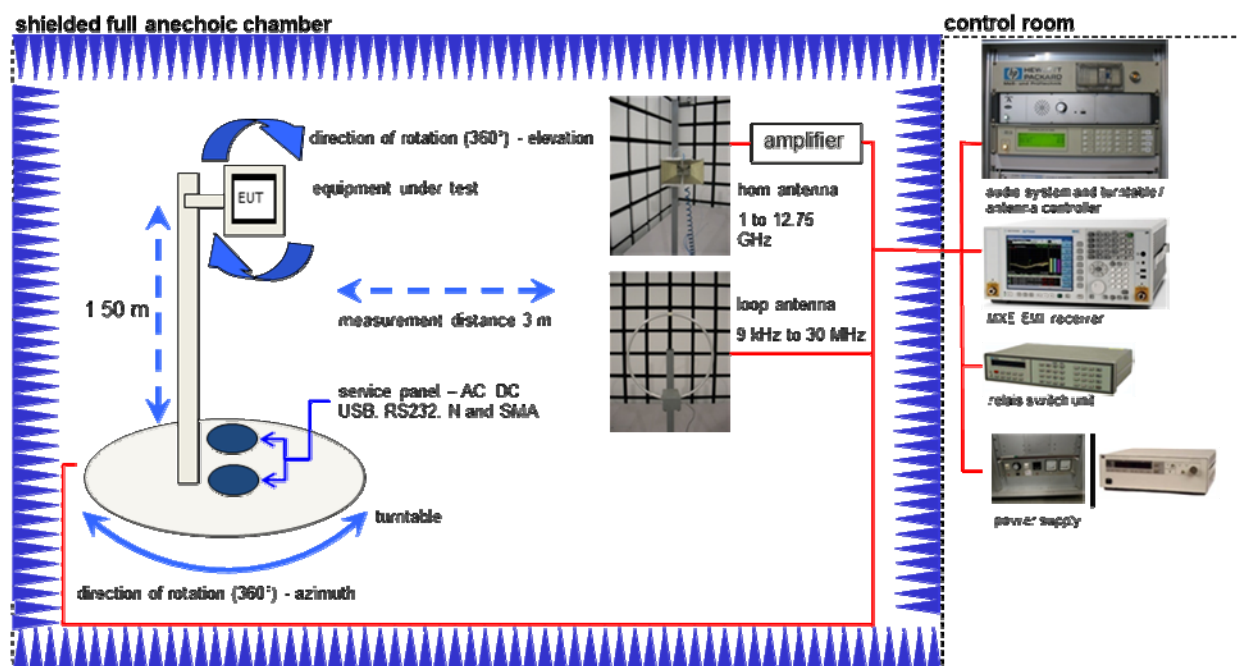 shielded full anechoic chamber
control room
HEWLETT
PACKARD
direction of rotation (360°) - elevation
equipment under test
EUT
1 50 m
measurement distance 3 m
service panel – AC DC
USB. RS232. N and SMA
turntable
direction of rotation (360°) - azimuth
amplifier
horn antenna
1 to 12.75
GHz
loop antenna
9 kHz to 30 MHz
audio system and turntable /
antenna controller
MXE EMI receiver
relais switch unit
power supply